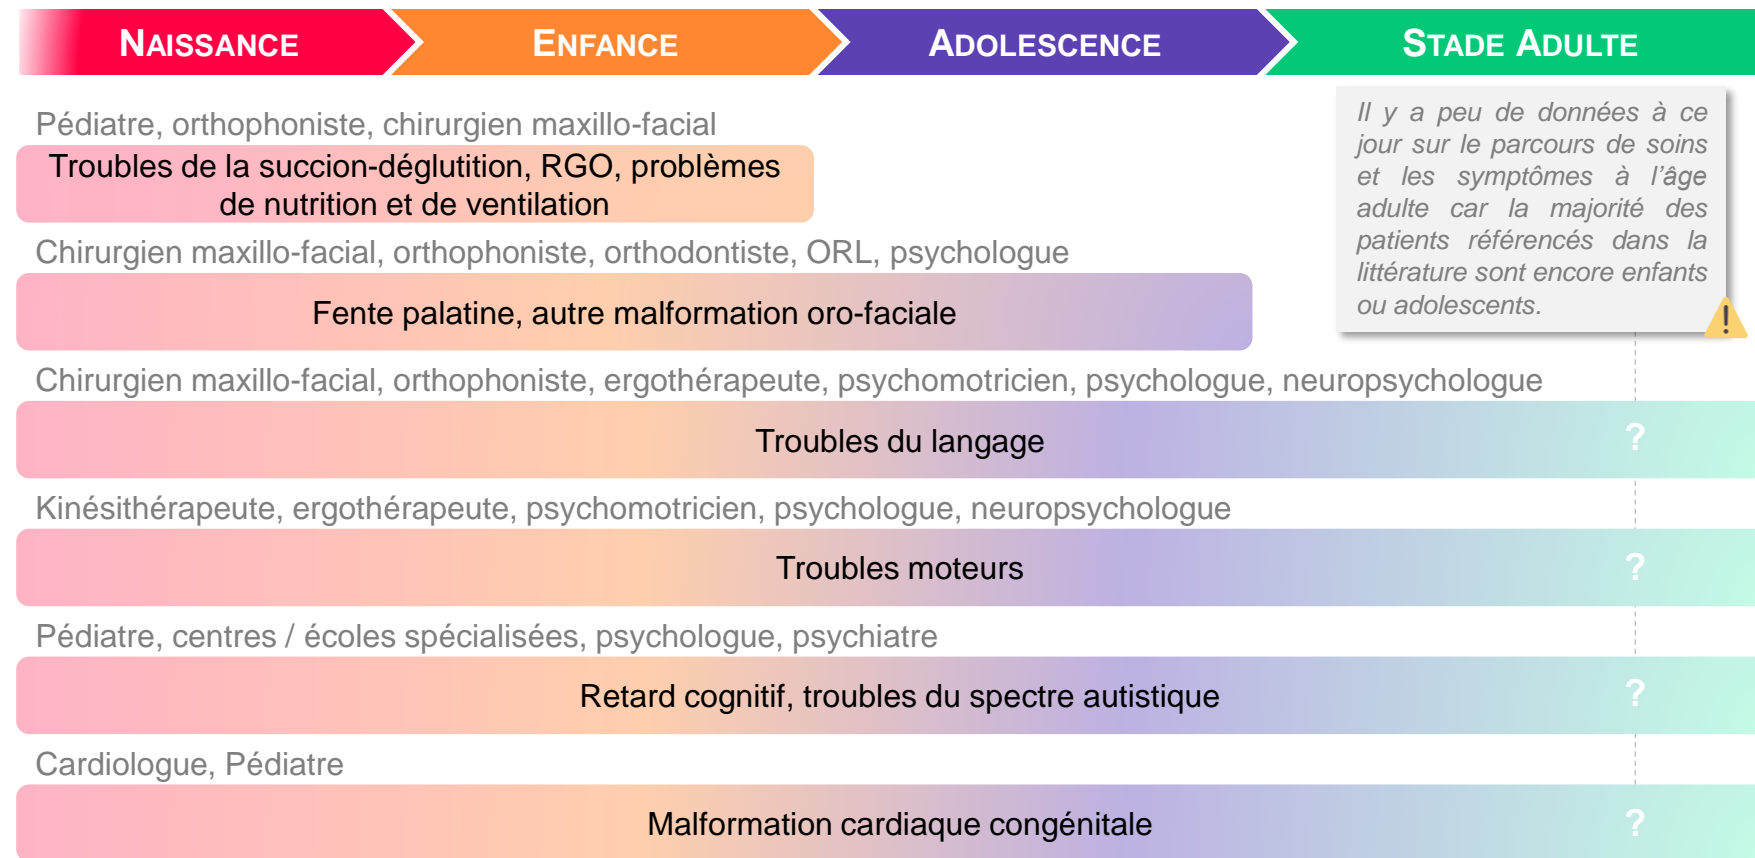 NAISSANCE
ENFANCE
ADOLESCENCE
STADE ADULTE
Pédiatre, orthophoniste, chirurgien maxillo-facial
Troubles de la succion-déglutition, RGO, problèmes
de nutrition et de ventilation
Il y a peu de données à ce
jour sur le parcours de soins
et les symptômes à l'âge
adulte car la majorité des
patients référencés dans la
littérature sont encore enfants
ou adolescents.
Chirurgien maxillo-facial, orthophoniste, orthodontiste, ORL, psychologue
Fente palatine, autre malformation oro-faciale
Chirurgien maxillo-facial, orthophoniste, ergothérapeute, psychomotricien, psychologue, neuropsychologue
Troubles du langage ?
Kinésithérapeute, ergothérapeute, psychomotricien, psychologue, neuropsychologue
Troubles moteurs ?
Pédiatre, centres / écoles spécialisées, psychologue, psychiatre
Retard cognitif, troubles du spectre autistique ?
Cardiologue, Pédiatre
Malformation cardiaque congénitale ?